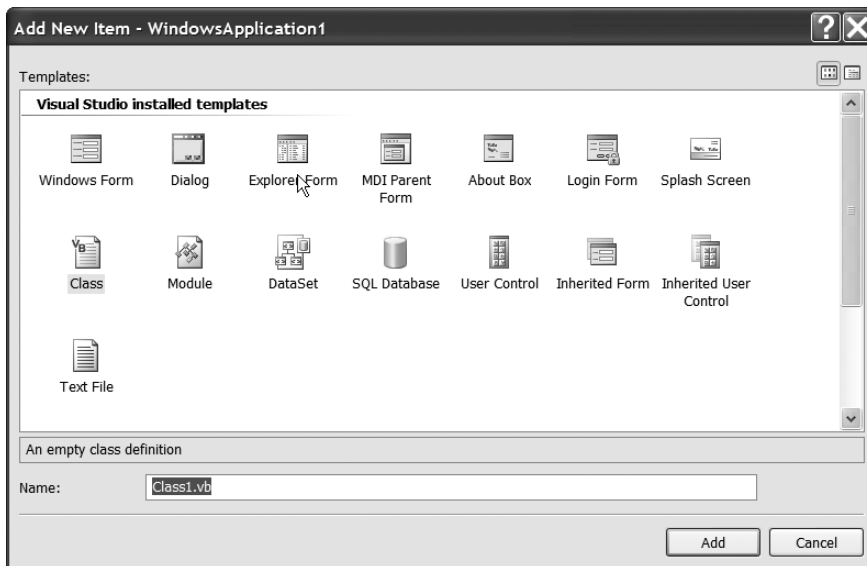 Add New Item - WindowsApplication1
Templates:
Visual Studio installed templates
Windows Form
Dialog
Explorer Form
MDI Parent
Form
About Box
Login Form
Splash Screen
Class
Module
DataSet
SQL Database
User Control
Inherited Form
Inherited User
Control
Text File
An empty class definition
Name:
Class1.vb
Add
Cancel